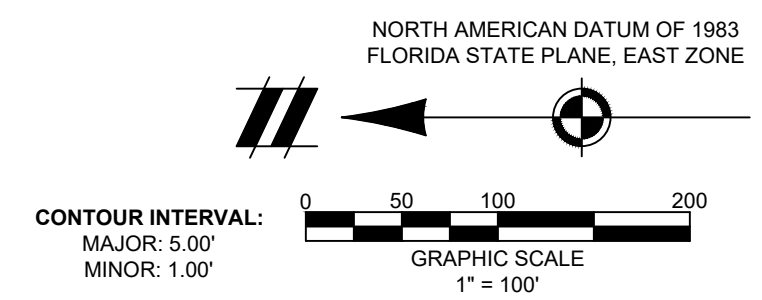 NORTH AMERICAN DATUM OF 1983
FLORIDA STATE PLANE, EAST ZONE
CONTOUR INTERVAL:
MAJOR: 5.00'
MINOR: 1.00'
0 50 100 200
GRAPHIC SCALE
1" = 100'